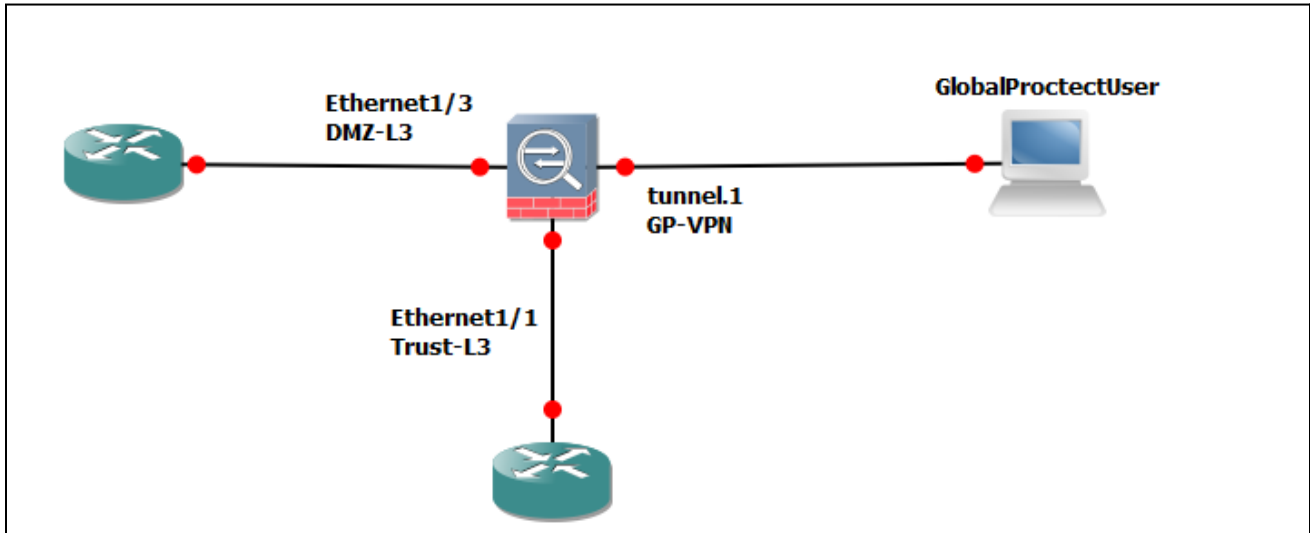 GlobalProctectUser
Ethernet1/3
DMZ-L3
tunnel.1
GP-VPN
Ethernet1/1
Trust-L3